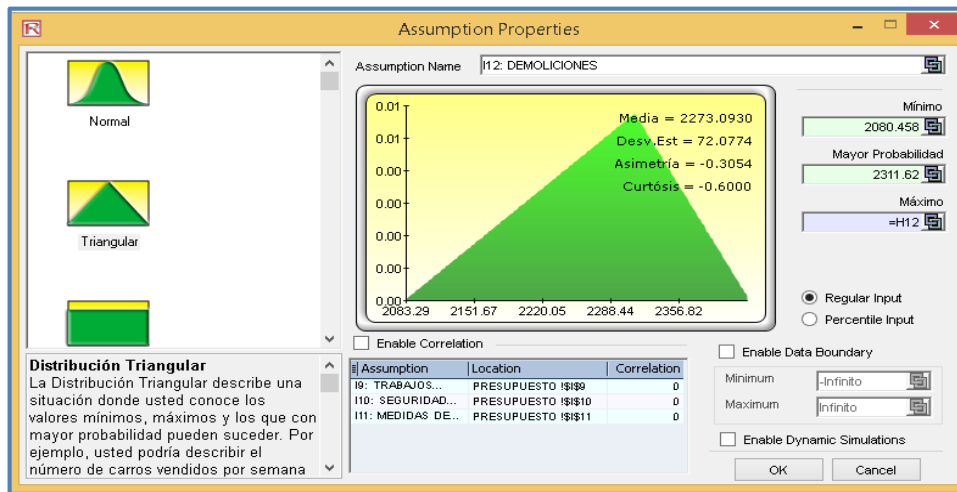 Assumption Properties
Normal
Triangular
Distribución Triangular
La Distribución Triangular describe una
situación donde usted conoce los
valores mínimos, máximos y los que con
mayor probabilidad pueden suceder. Por
ejemplo, usted podría describir el
número de carros vendidos por semana
Assumption Name I12: DEMOLICIONES
0.01
0.01
0.00
0.00
0.00
0.00
2083.29 2151.67 2220.05 2288.44 2356.82
Media = 2273.0930
Desv.Est = 72.0774
Asimetría = -0.3054
Curtósis = -0.6000
Enable Correlation
Assumption Location Correlation
I9: TRABAJOS... PRESUPUESTO !$I$9 0
I10: SEGURIDAD... PRESUPUESTO !$I$10 0
I11: MEDIDAS DE... PRESUPUESTO !$I$11 0
Mínimo
2080.458
Mayor Probabilidad
2311.62
Máximo
=H12
Regular Input
Percentile Input
Enable Data Boundary
Minimum -Infinito
Maximum Infinito
Enable Dynamic Simulations
OK Cancel